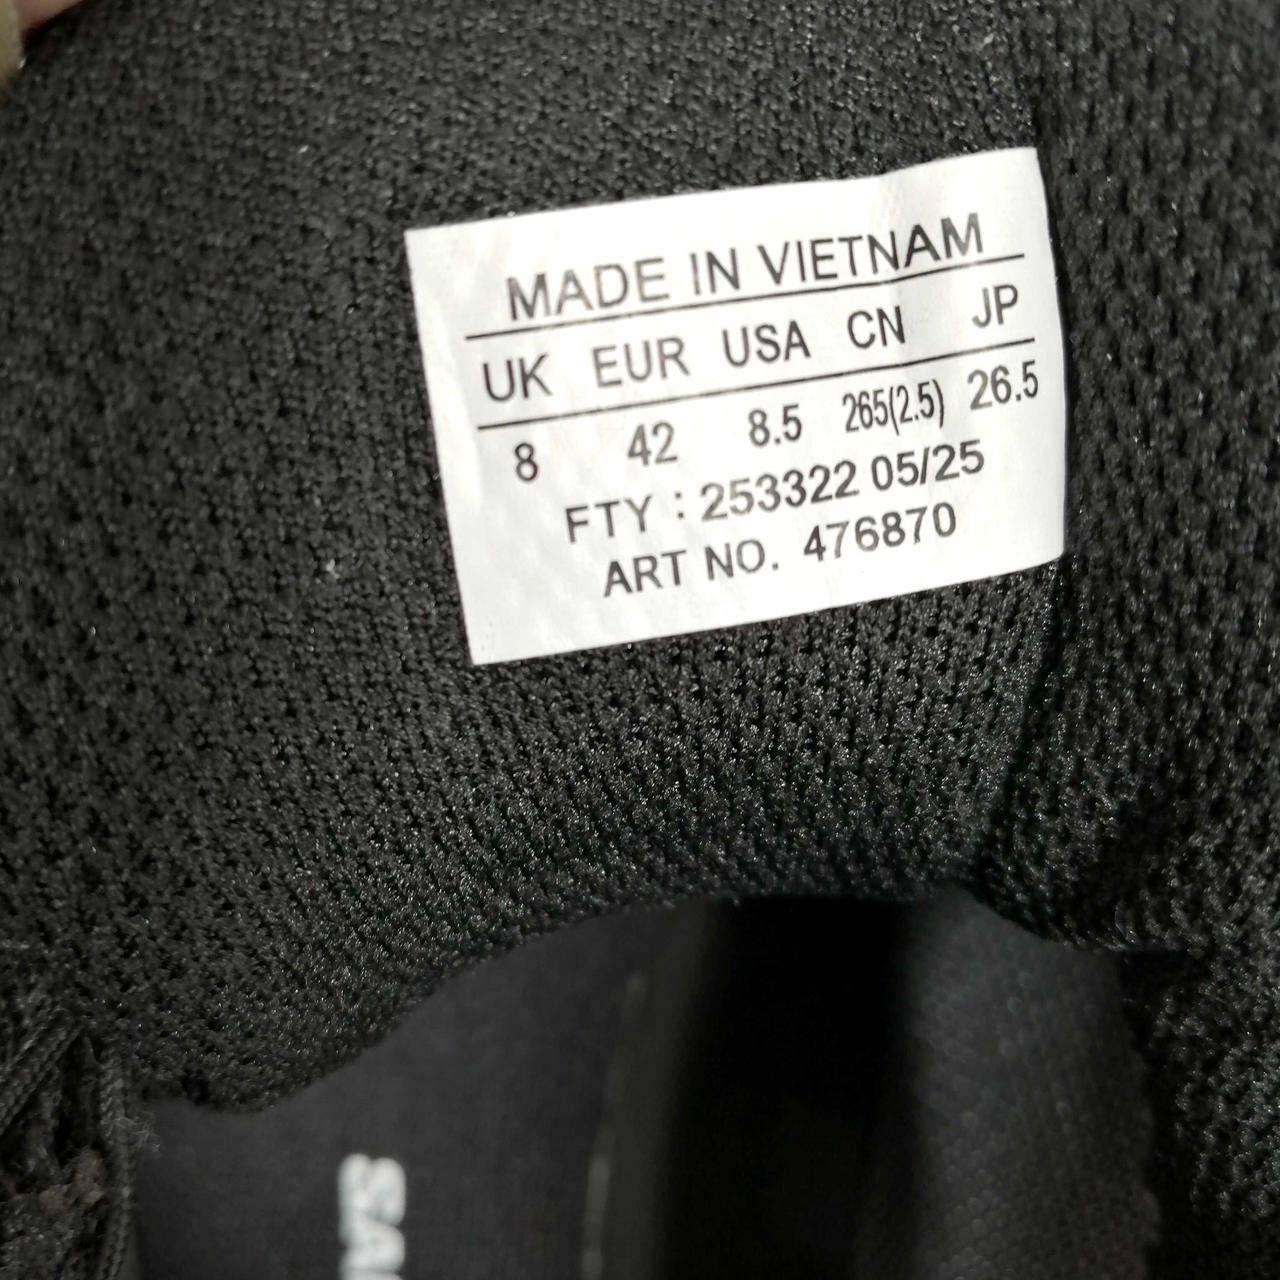 MADE IN VIETNAM
UK EUR USA CN JP
8 42 8.5 265(2.5) 26.5
FTY : 253322 05/25
ART NO. 476870